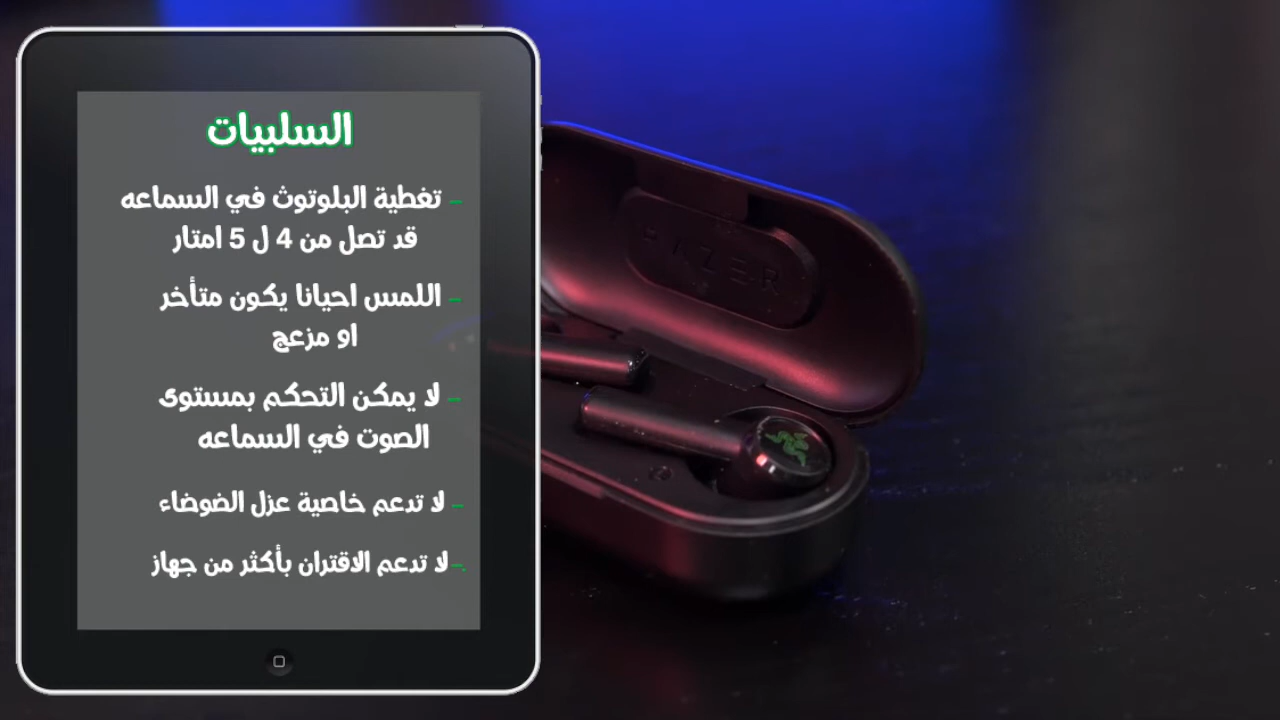 السلبيات
- تغطية البلوتوث في السماعه
قد تصل من 4 ل 5 امتار
- اللمس احيانا يكون متأخر
او مزعج
- لا يمكن التحكم بمستوى
الصوت في السماعه
- لا تدعم خاصية عزل الضوضاء
- لا تدعم الاقتران بأكثر من جهاز
RAZER